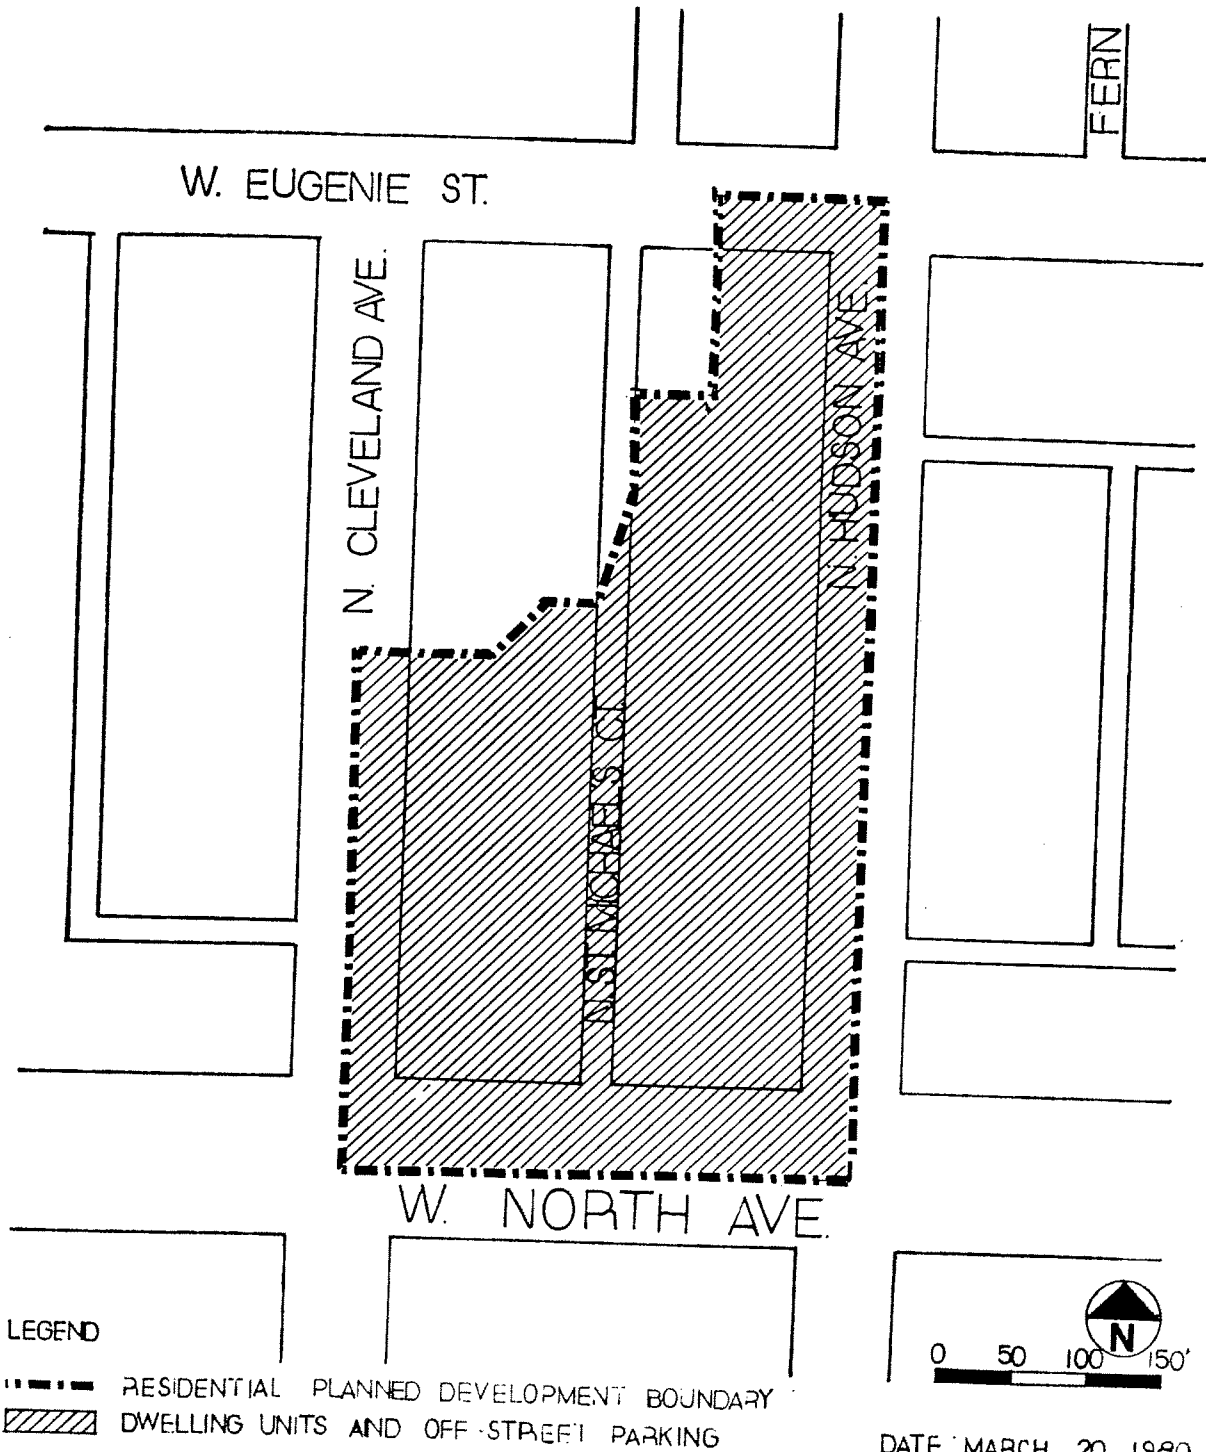 FERN
W. EUGENIE ST.
N. CLEVELAND AVE.
N. HUDSON AVE.
N. ST. MICHAEL'S CT.
W. NORTH AVE.
N
0 50 100 150'
LEGEND
RESIDENTIAL PLANNED DEVELOPMENT BOUNDARY
DWELLING UNITS AND OFF-STREET PARKING
DATE: MARCH 20, 1980